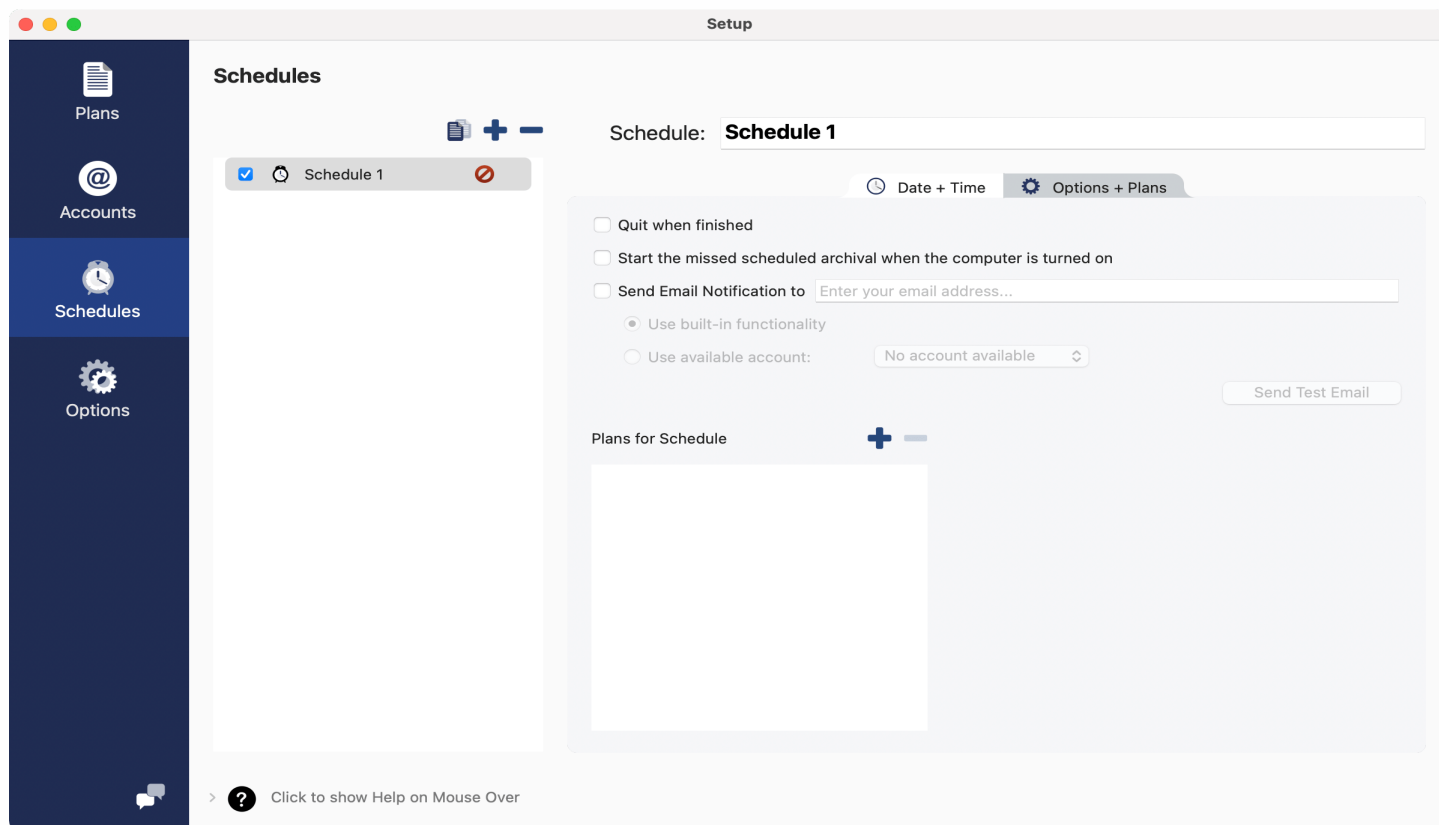 Setup
Plans
Accounts
Schedules
Options
Schedules
Schedule 1
Schedule: Schedule 1
Date + Time
Options + Plans
Quit when finished
Start the missed scheduled archival when the computer is turned on
Send Email Notification to Enter your email address...
Use built-in functionality
Use available account: No account available
Send Test Email
Plans for Schedule
? Click to show Help on Mouse Over